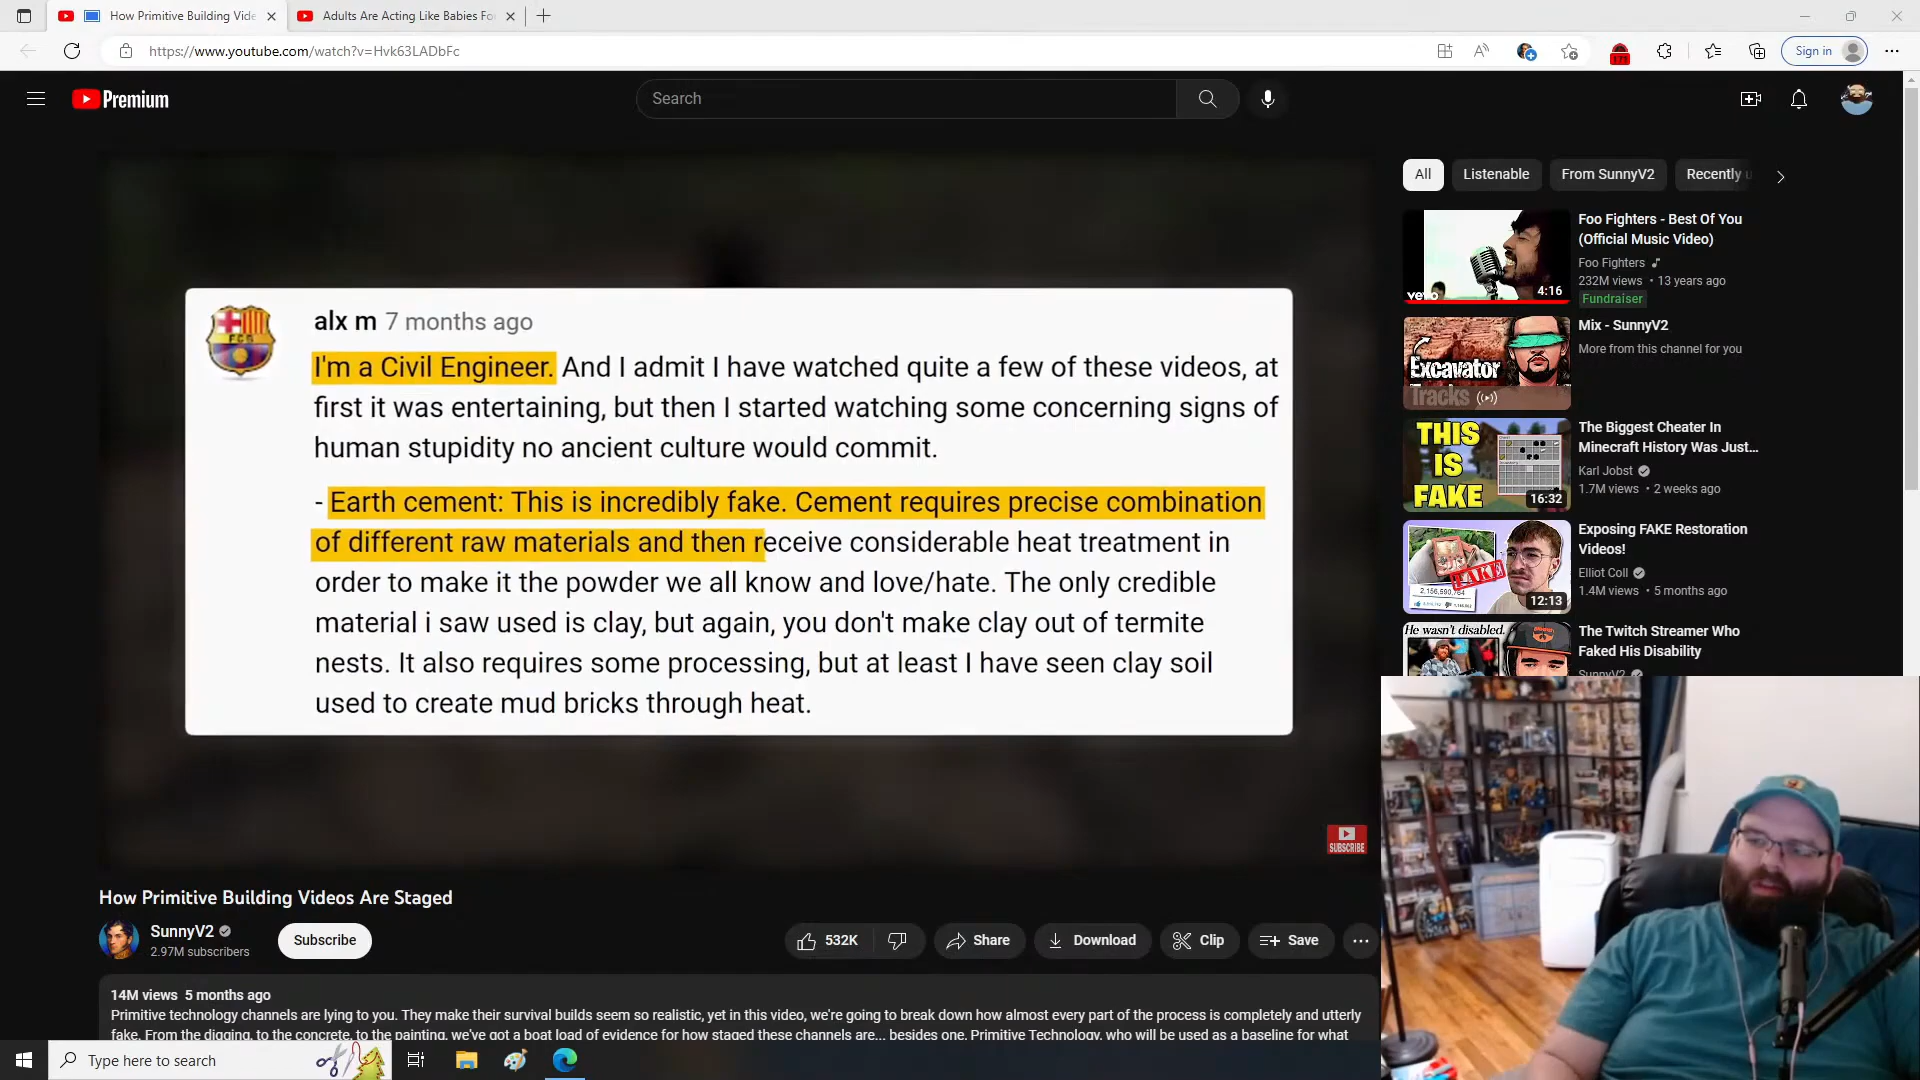 How Primitive Building Vide
Adults Are Acting Like Babies Fo
https://www.youtube.com/watch?v=Hvk63LADbFc
171
Sign in
Premium
Search
All
Listenable
From SunnyV2
Recently u
alx m 7 months ago
I'm a Civil Engineer. And I admit I have watched quite a few of these videos, at
first it was entertaining, but then I started watching some concerning signs of
human stupidity no ancient culture would commit.
- Earth cement: This is incredibly fake. Cement requires precise combination
of different raw materials and then receive considerable heat treatment in
order to make it the powder we all know and love/hate. The only credible
material i saw used is clay, but again, you don't make clay out of termite
nests. It also requires some processing, but at least I have seen clay soil
used to create mud bricks through heat.
SUBSCRIBE
vevo
4:16
Foo Fighters - Best Of You
(Official Music Video)
Foo Fighters
232M views • 13 years ago
Fundraiser
Excavator
Tracks
Mix - SunnyV2
More from this channel for you
THIS
IS
FAKE
16:32
The Biggest Cheater In
Minecraft History Was Just...
Karl Jobst
1.7M views • 2 weeks ago
FAKE
2,156,590,764
12:13
Exposing FAKE Restoration
Videos!
Elliot Coll
1.4M views • 5 months ago
He wasn't disabled.
The Twitch Streamer Who
Faked His Disability
SunnyV2
How Primitive Building Videos Are Staged
SunnyV2
2.97M subscribers
Subscribe
532K
Share
Download
Clip
Save
14M views 5 months ago
Primitive technology channels are lying to you. They make their survival builds seem so realistic, yet in this video, we're going to break down how almost every part of the process is completely and utterly
fake. From the digging, to the concrete, to the painting, we've got a boat load of evidence for how staged these channels are... besides one, Primitive Technology, who will be used as a baseline for what
Type here to search